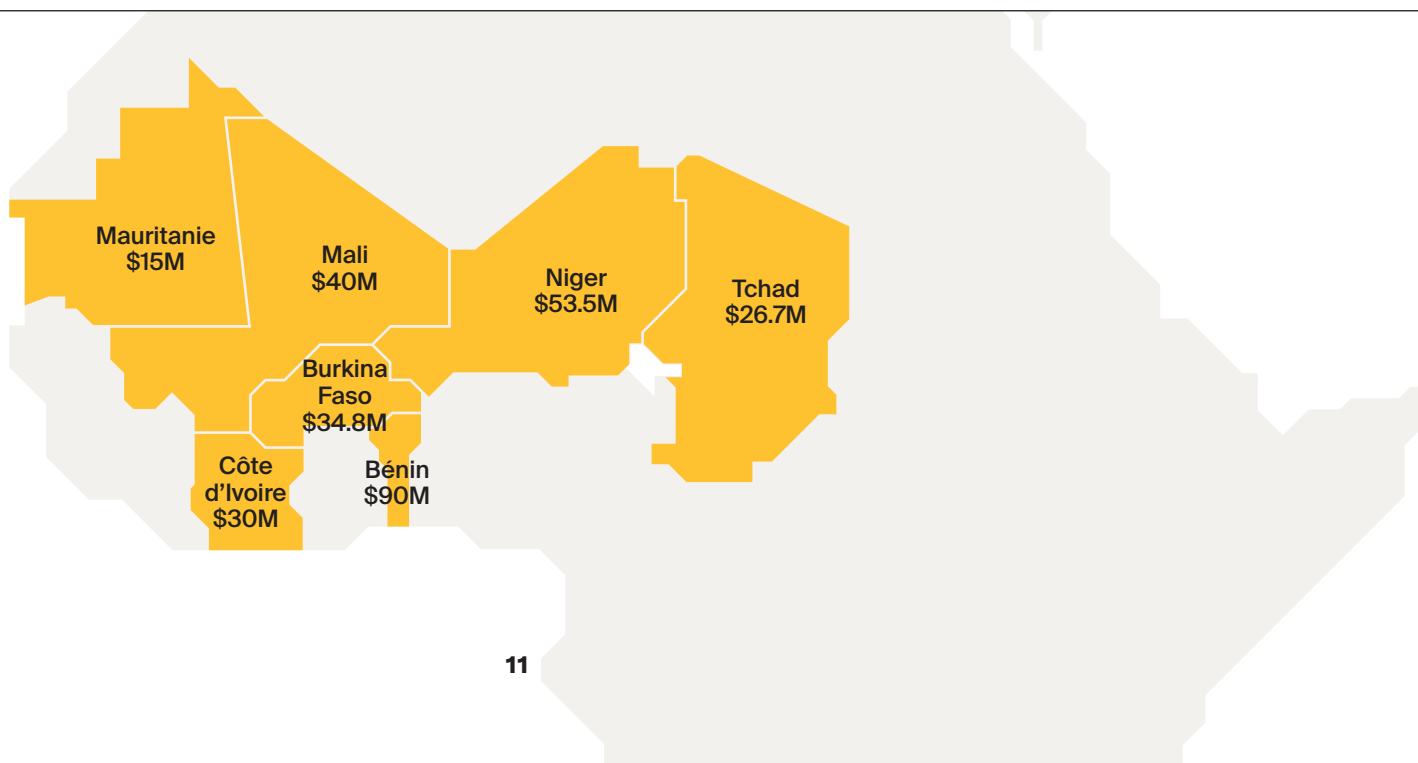 Mauritanie
$15M
Mali
$40M
Niger
$53.5M
Tchad
$26.7M
Burkina
Faso
$34.8M
Côte
d’Ivoire
$30M
Bénin
$90M
11